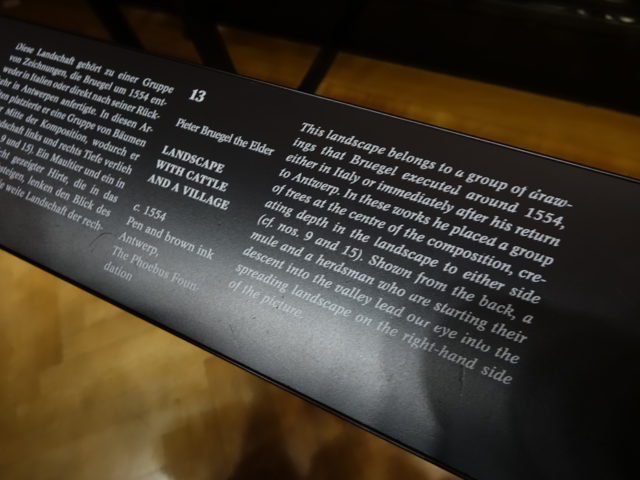 Diese Landschaft gehört zu einer Gruppe
von Zeichnungen, die Bruegel um 1554 ent-
weder in Italien oder direkt nach seiner Rück-
in Antwerpen anfertigte. In diesen Ar-
platzierte er eine Gruppe von Bäumen
Mitte der Komposition, wodurch er
links und rechts Tiefe verlieh
9 und 15). Ein Maultier und ein in
gezeigter Hirte, die in das
lenken den Blick des
weite Landschaft der rech-
13
Pieter Bruegel the Elder
LANDSCAPE
WITH CATTLE
AND A VILLAGE
c. 1554
Pen and brown ink
Antwerp,
The Phoebus Foun-
dation
This landscape belongs to a group of draw-
ings that Bruegel executed around 1554,
either in Italy or immediately after his return
to Antwerp. In these works he placed a group
of trees at the centre of the composition, cre-
ating depth in the landscape to either side
(cf. nos. 9 and 15). Shown from the back, a
mule and a herdsman who are starting their
descent into the valley lead our eye into the
spreading landscape on the right-hand side
of the picture.